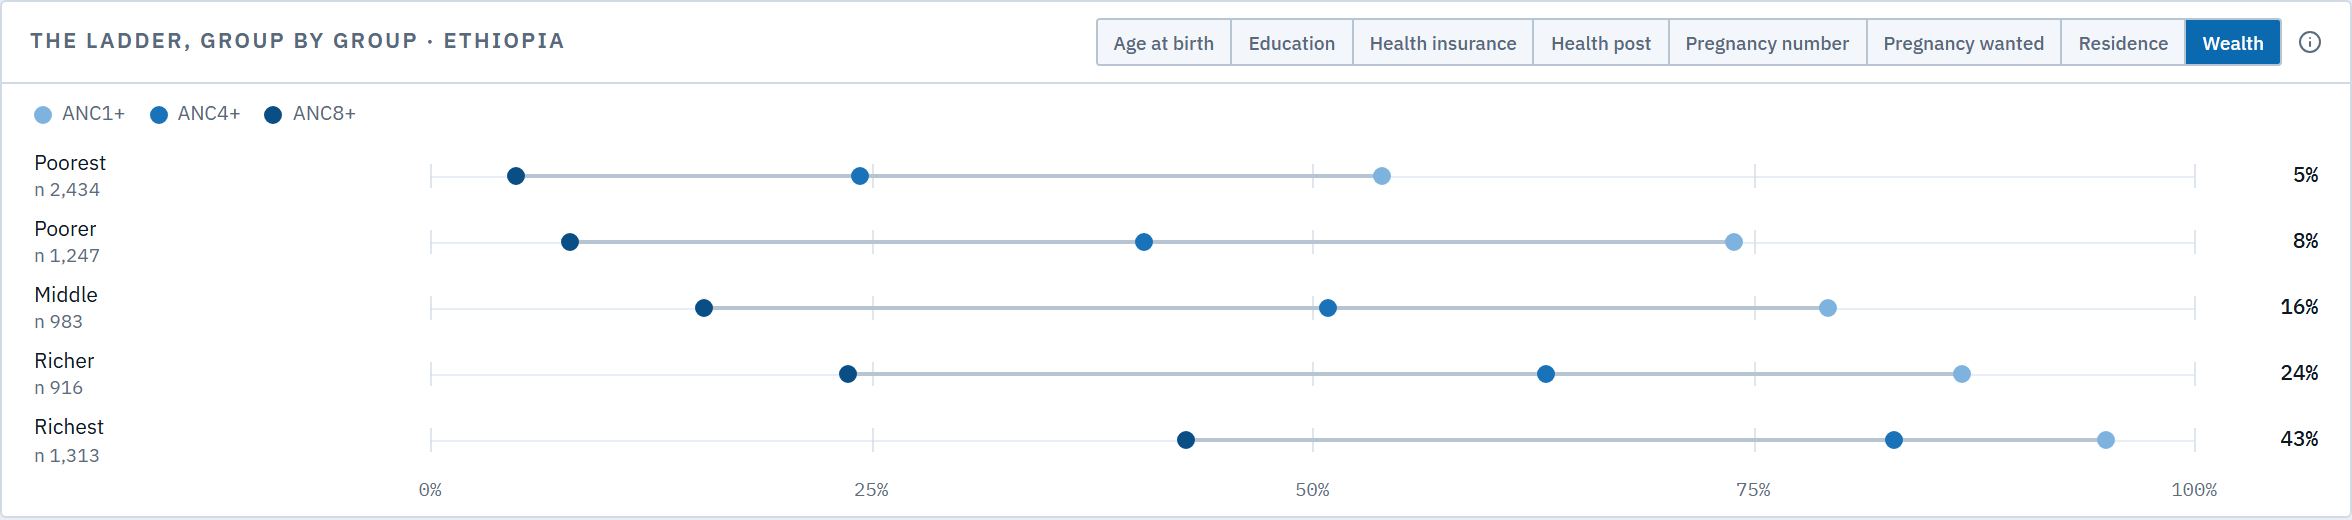 THE LADDER, GROUP BY GROUP · ETHIOPIA
Age at birth Education Health insurance Health post Pregnancy number Pregnancy wanted Residence Wealth
ANC1+ ANC4+ ANC8+
Poorest
n 2,434
5%
Poorer
n 1,247
8%
Middle
n 983
16%
Richer
n 916
24%
Richest
n 1,313
43%
0% 25% 50% 75% 100%